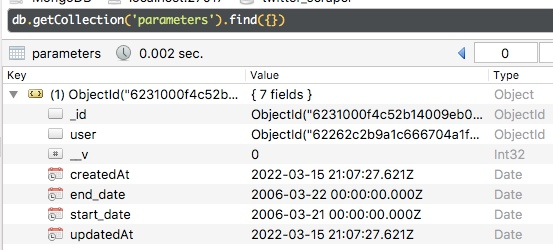 db.getCollection('parameters').find({})
parameters 0.002 sec. 0
Key Value Type
(1) ObjectId("6231000f4c52b... { 7 fields } Object
_id ObjectId("6231000f4c52b14009eb0... ObjectId
user ObjectId("62262c2b9a1c666704a1f... ObjectId
__v 0 Int32
createdAt 2022-03-15 21:07:27.621Z Date
end_date 2006-03-22 00:00:00.000Z Date
start_date 2006-03-21 00:00:00.000Z Date
updatedAt 2022-03-15 21:07:27.621Z Date